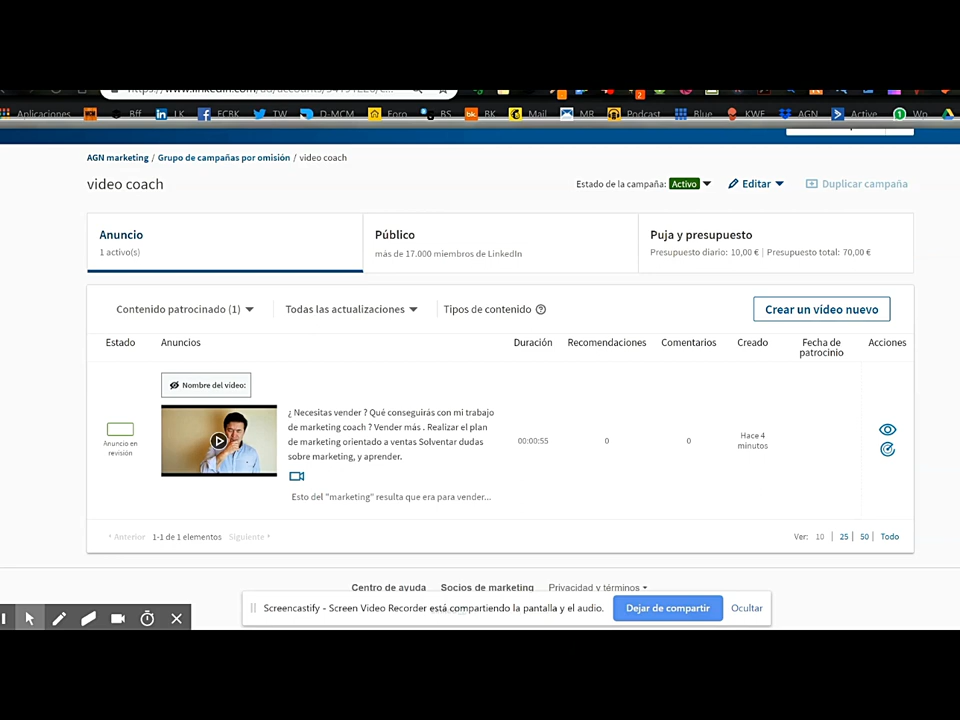 Aplicaciones Bff LK FCBK TW D-MCM Foro BS BK Mail MR Podcast Blue KWF AGN Active Wo
AGN marketing / Grupo de campañas por omisión / video coach
video coach
Estado de la campaña: Activo
Editar
Duplicar campaña
Anuncio
1 activo(s)
Público
más de 17.000 miembros de LinkedIn
Puja y presupuesto
Presupuesto diario: 10,00 € | Presupuesto total: 70,00 €
Contenido patrocinado (1)
Todas las actualizaciones
Tipos de contenido
Crear un vídeo nuevo
Estado
Anuncios
Duración
Recomendaciones
Comentarios
Creado
Fecha de
patrocinio
Acciones
Nombre del vídeo:
Anuncio en
revisión
¿ Necesitas vender ? Qué conseguirás con mi trabajo
de marketing coach ? Vender más . Realizar el plan
de marketing orientado a ventas Solventar dudas
sobre marketing, y aprender.
Esto del "marketing" resulta que era para vender...
00:00:55
0
0
Hace 4
minutos
Anterior 1-1 de 1 elementos Siguiente
Ver: 10 | 25 | 50 | Todo
Centro de ayuda
Socios de marketing
Privacidad y términos
Screencastify - Screen Video Recorder está compartiendo la pantalla y el audio.
Dejar de compartir
Ocultar